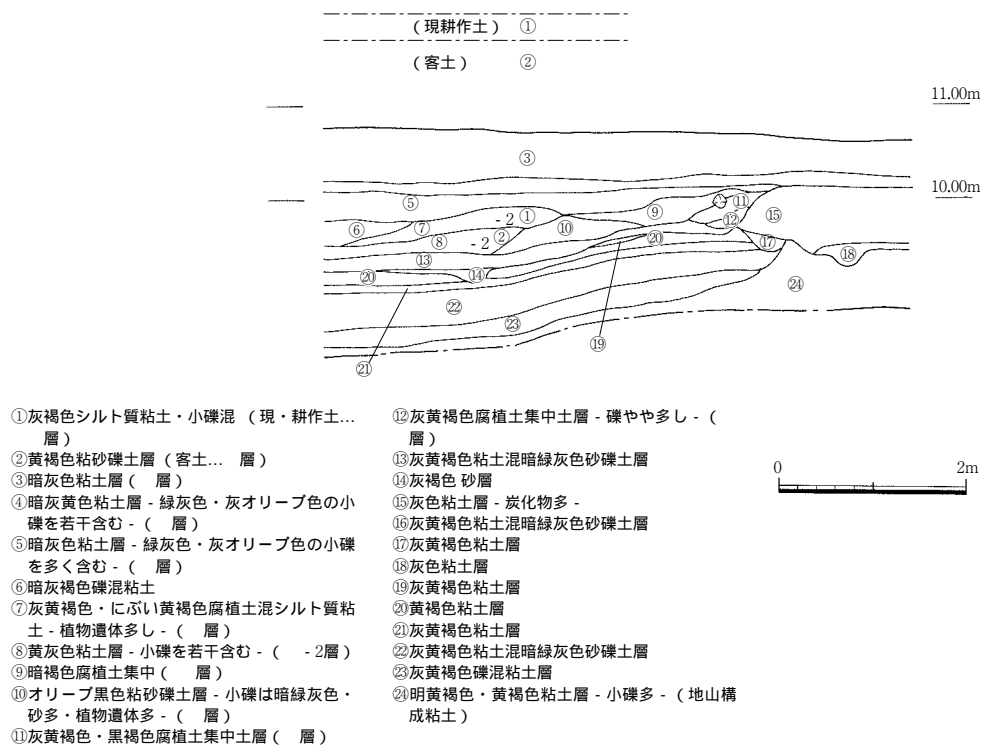 （現耕作土） ①
（客土） ②
11.00m
③
10.00m
⑤
⑪
- 2 ①
⑨
⑫
⑮
⑥
⑦
⑩
⑧
- 2 ②
⑳
⑰
⑬
⑱
⑳
⑭
㉔
㉒
㉓
⑲
㉑
①灰褐色シルト質粘土・小礫混 （現・耕作土…
層）
②黄褐色粘砂礫土層（客土… 層）
③暗灰色粘土層（ 層）
④暗灰黄色粘土層 - 緑灰色・灰オリーブ色の小
礫を若干含む - （ 層）
⑤暗灰色粘土層 - 緑灰色・灰オリーブ色の小礫
を多く含む - （ 層）
⑥暗灰褐色礫混粘土
⑦灰黄褐色・にぶい黄褐色腐植土混シルト質粘
土 - 植物遺体多し - （ 層）
⑧黄灰色粘土層 - 小礫を若干含む - （ - 2層）
⑨暗褐色腐植土集中（ 層）
⑩オリーブ黒色粘砂礫土層 - 小礫は暗緑灰色・
砂多・植物遺体多 - （ 層）
⑪灰黄褐色・黒褐色腐植土集中土層（ 層）
⑫灰黄褐色腐植土集中土層 - 礫やや多し - （
層）
⑬灰黄褐色粘土混暗緑灰色砂礫土層
⑭灰褐色 砂層
⑮灰色粘土層 - 炭化物多 -
⑯灰黄褐色粘土混暗緑灰色砂礫土層
⑰灰黄褐色粘土層
⑱灰色粘土層
⑲灰黄褐色粘土層
⑳黄褐色粘土層
㉑灰黄褐色粘土層
㉒灰黄褐色粘土混暗緑灰色砂礫土層
㉓灰黄褐色礫混粘土層
㉔明黄褐色・黄褐色粘土層 - 小礫多 - （地山構
成粘土）
0 2m